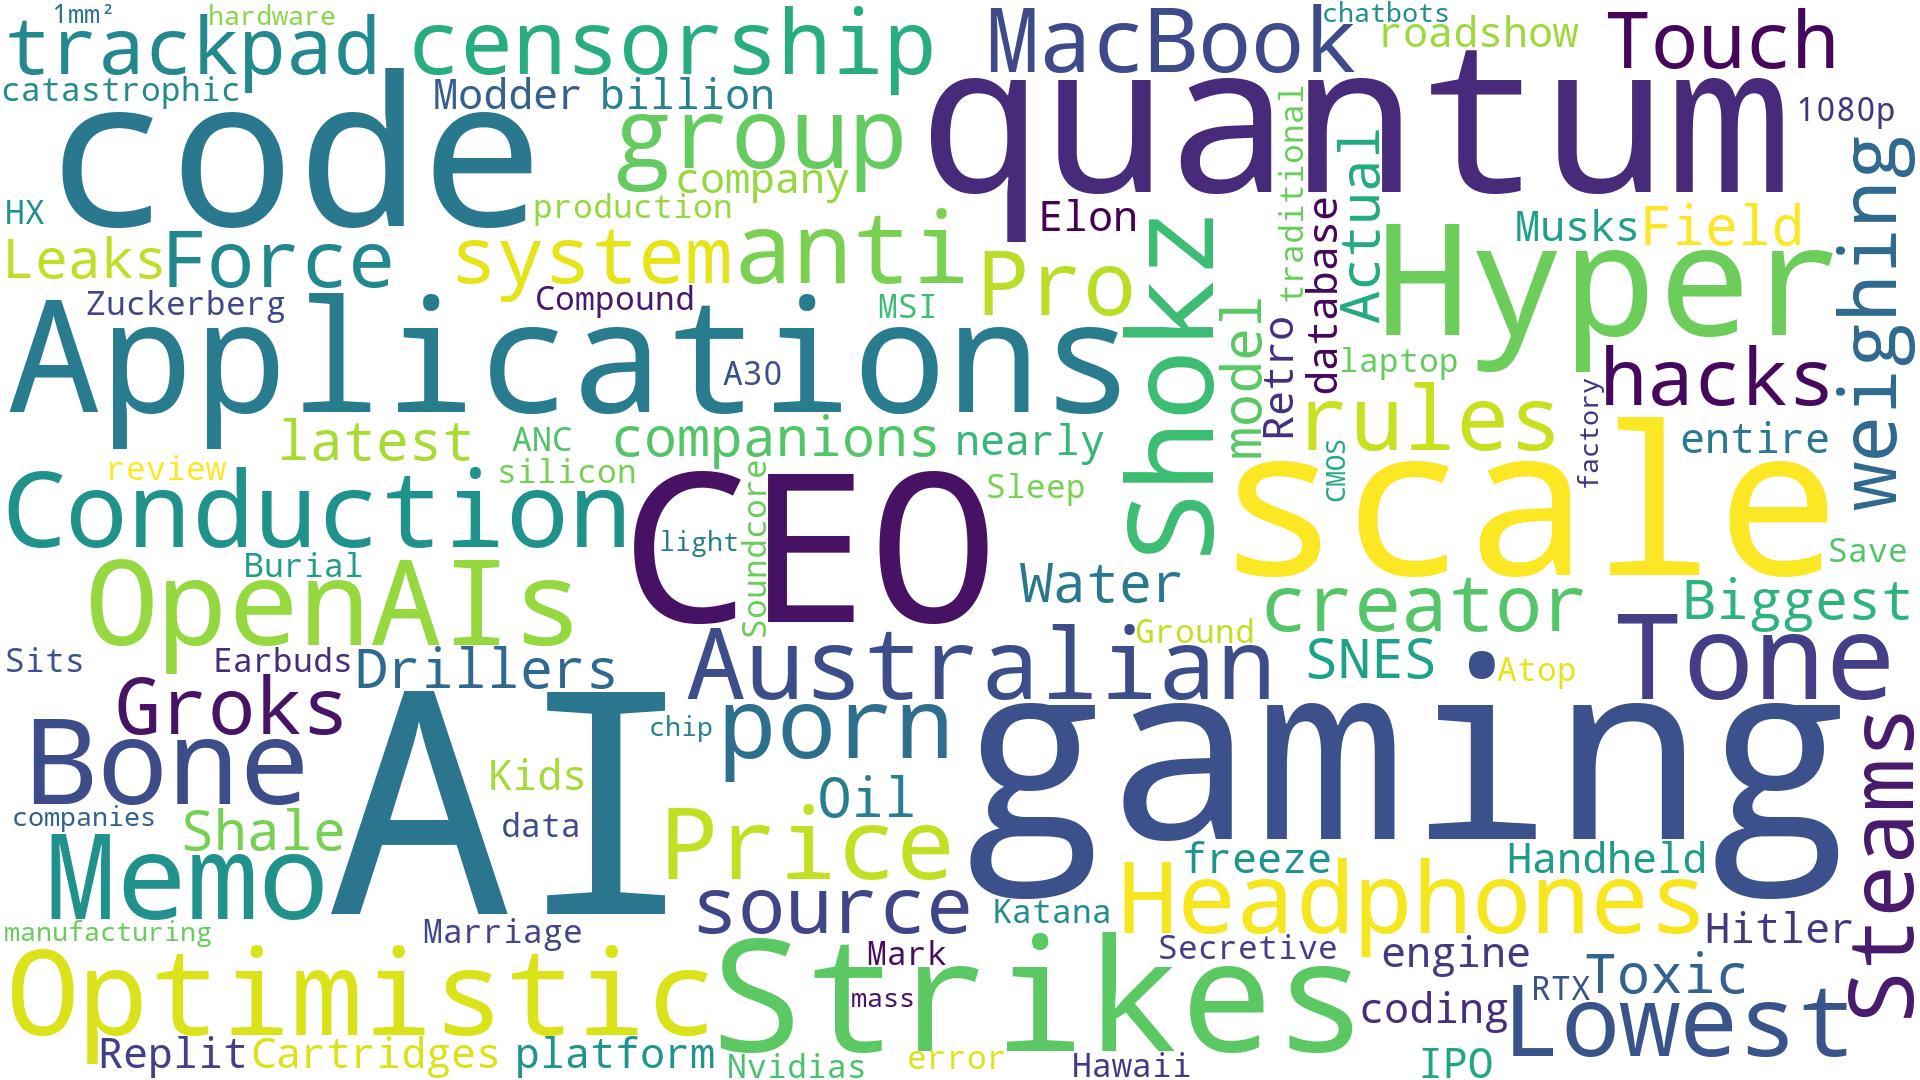 1mm²
hardware
trackpad
censorship
MacBook
chatbots
roadshow
Touch
catastrophic
Modder
billion
code
group
quantum
1080p
traditional
Actual
weighing
company
HX
production
Elon
database
Musks
Field
Leaks
Force
system
anti
Pro
Shokz
Hyper
Zuckerberg
Compound
MSI
Applications
A30
model
Retro
laptop
hacks
factory
rules
latest
ANC
companions
nearly
entire
scale
CMOS
review
silicon
Conduction
CEO
Soundcore
Sleep
light
Save
Burial
OpenAIs
Water
creator
Biggest
Ground
Australian
Sits
Earbuds
Drillers
SNES
Atop
Tone
Groks
AI
chip
porn
gaming
Steams
Bone
Kids
Oil
companies
Shale
data
Price
Memo
freeze
Handheld
source
Katana
Headphones
manufacturing
Marriage
Hitler
Optimistic
Strikes
Mark
Secretive
engine
mass
RTX
Toxic
coding
Lowest
Replit
Cartridges
platform
Nvidias
error
Hawaii
IPO